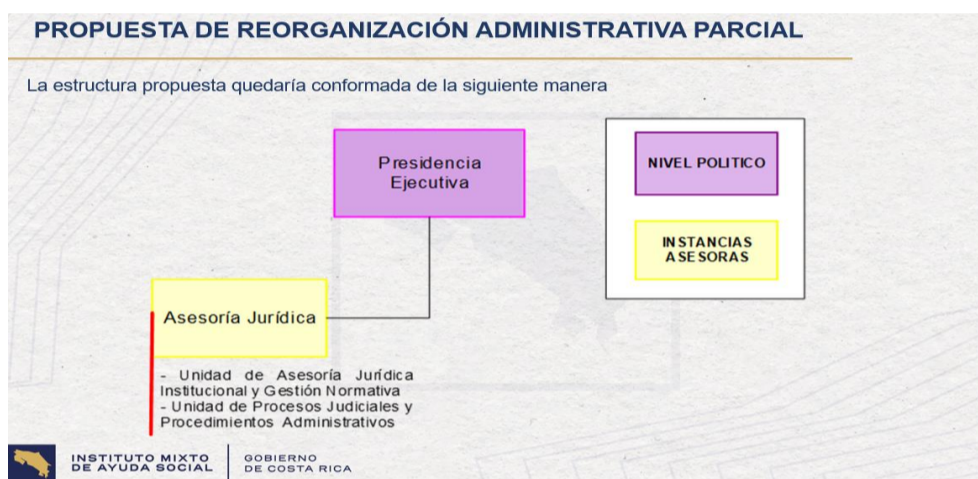 PROPUESTA DE REORGANIZACIÓN ADMINISTRATIVA PARCIAL
La estructura propuesta quedaría conformada de la siguiente manera
Presidencia
Ejecutiva
NIVEL POLITICO
INSTANCIAS
ASESORAS
Asesoría Jurídica
- Unidad de Asesoría Jurídica
Institucional y Gestión Normativa
- Unidad de Procesos Judiciales y
Procedimientos Administrativos
INSTITUTO MIXTO
DE AYUDA SOCIAL
GOBIERNO
DE COSTA RICA